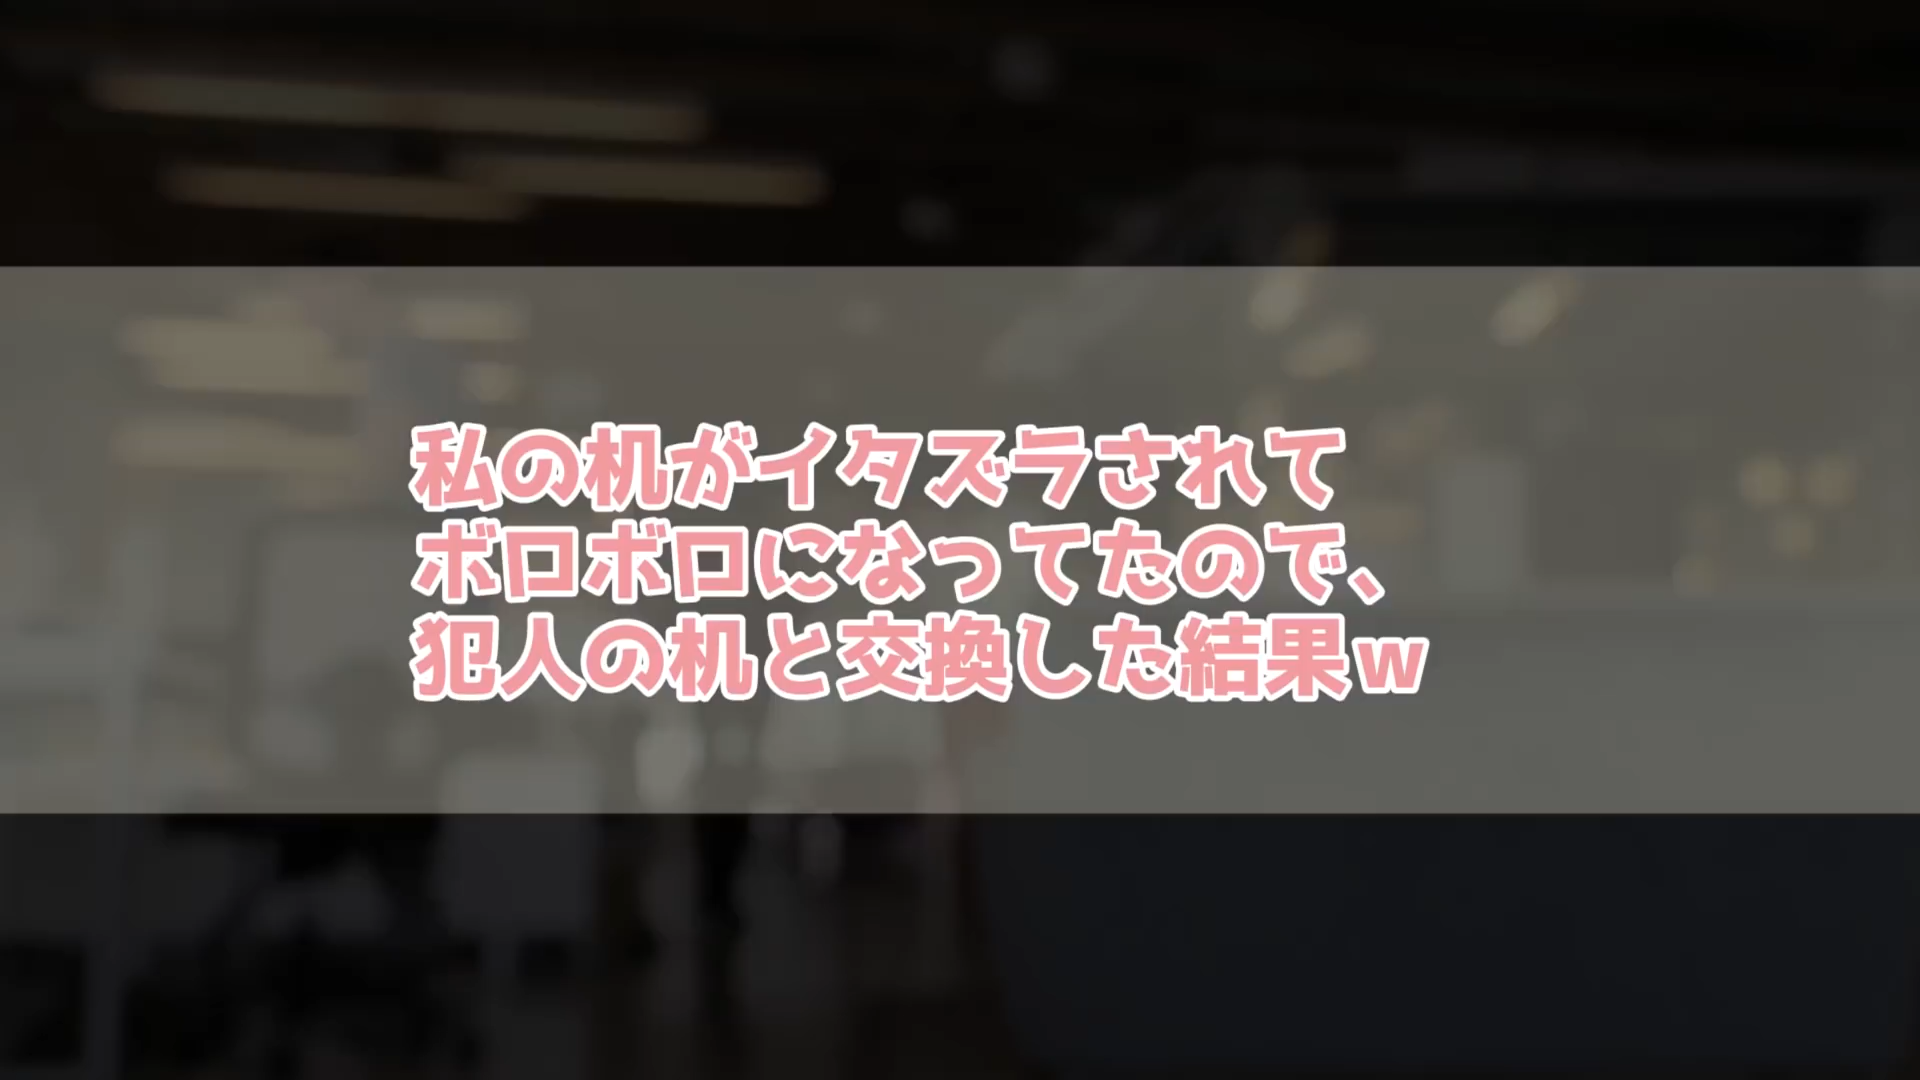 私の机がイタズラされて
ボロボロになってたので、
犯人の机と交換した結果w